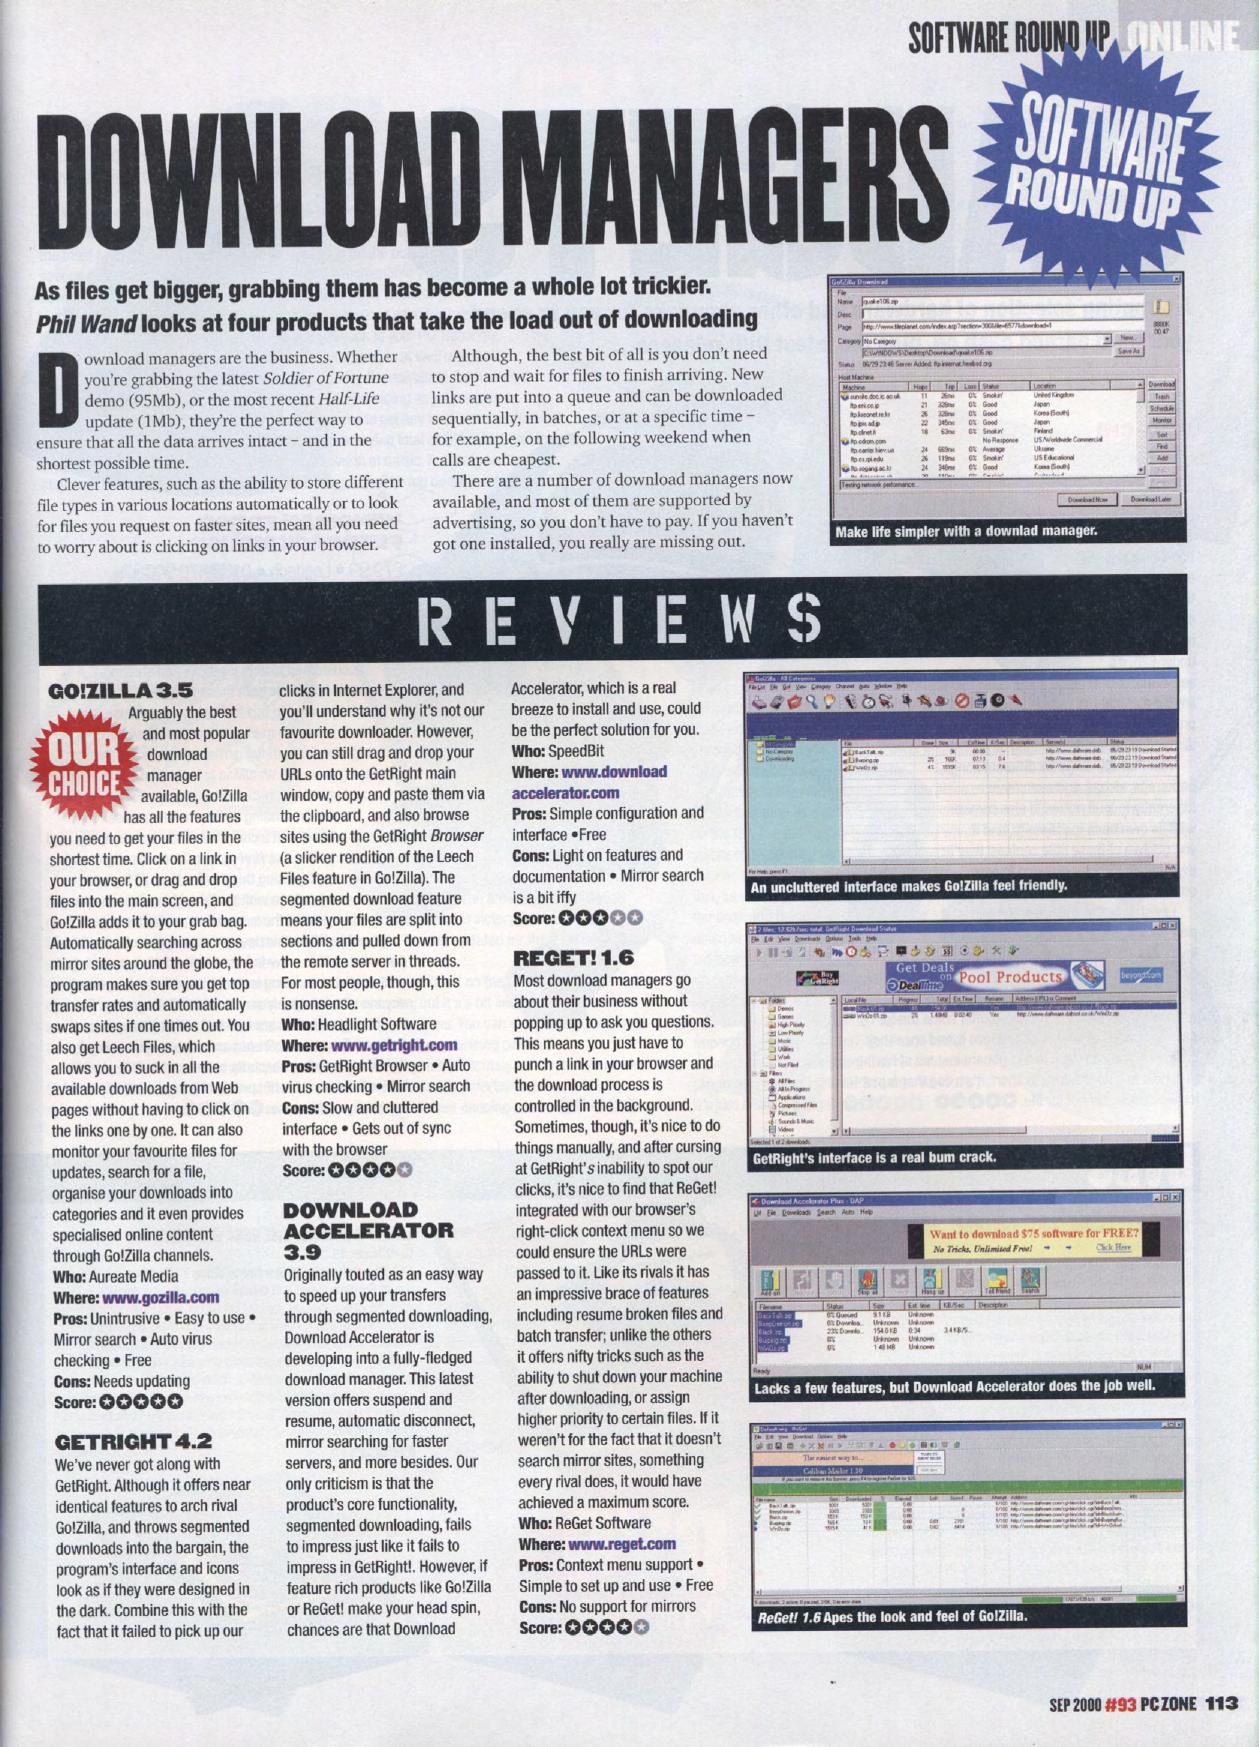 SOFTWARE ROUND UP ONLINE
DOWNLOAD MANAGERS
SOFTWARE
ROUND UP
As files get bigger, grabbing them has become a whole lot trickier.
Phil Wand looks at four products that take the load out of downloading
Download managers are the business. Whether
you're grabbing the latest Soldier of Fortune
demo (95Mb), or the most recent Half-Life
update (1Mb), they're the perfect way to
ensure that all the data arrives intact – and in the
shortest possible time.
Clever features, such as the ability to store different
file types in various locations automatically or to look
for files you request on faster sites, mean all you need
to worry about is clicking on links in your browser.
Although, the best bit of all is you don't need
to stop and wait for files to finish arriving. New
links are put into a queue and can be downloaded
sequentially, in batches, or at a specific time –
for example, on the following weekend when
calls are cheapest.
There are a number of download managers now
available, and most of them are supported by
advertising, so you don't have to pay. If you haven't
got one installed, you really are missing out.
Make life simpler with a downlad manager.
REVIEWS
GO!ZILLA 3.5
OUR
CHOICE
Arguably the best
and most popular
download
manager
available, Go!Zilla
has all the features
you need to get your files in the
shortest time. Click on a link in
your browser, or drag and drop
files into the main screen, and
Go!Zilla adds it to your grab bag.
Automatically searching across
mirror sites around the globe, the
program makes sure you get top
transfer rates and automatically
swaps sites if one times out. You
also get Leech Files, which
allows you to suck in all the
available downloads from Web
pages without having to click on
the links one by one. It can also
monitor your favourite files for
updates, search for a file,
organise your downloads into
categories and it even provides
specialised online content
through Go!Zilla channels.
Who: Aureate Media
Where: www.gozilla.com
Pros: Unintrusive • Easy to use •
Mirror search • Auto virus
checking • Free
Cons: Needs updating
Score:
GETRIGHT 4.2
We've never got along with
GetRight. Although it offers near
identical features to arch rival
Go!Zilla, and throws segmented
downloads into the bargain, the
program's interface and icons
look as if they were designed in
the dark. Combine this with the
fact that it failed to pick up our
clicks in Internet Explorer, and
you'll understand why it's not our
favourite downloader. However,
you can still drag and drop your
URLs onto the GetRight main
window, copy and paste them via
the clipboard, and also browse
sites using the GetRight Browser
(a slicker rendition of the Leech
Files feature in Go!Zilla). The
segmented download feature
means your files are split into
sections and pulled down from
the remote server in threads.
For most people, though, this
is nonsense.
Who: Headlight Software
Where: www.getright.com
Pros: GetRight Browser • Auto
virus checking • Mirror search
Cons: Slow and cluttered
interface • Gets out of sync
with the browser
Score:
DOWNLOAD
ACCELERATOR
3.9
Originally touted as an easy way
to speed up your transfers
through segmented downloading,
Download Accelerator is
developing into a fully-fledged
download manager. This latest
version offers suspend and
resume, automatic disconnect,
mirror searching for faster
servers, and more besides. Our
only criticism is that the
product's core functionality,
segmented downloading, fails
to impress just like it fails to
impress in GetRight!. However, if
feature rich products like Go!Zilla
or ReGet! make your head spin,
chances are that Download
Accelerator, which is a real
breeze to install and use, could
be the perfect solution for you.
Who: SpeedBit
Where: www.download
accelerator.com
Pros: Simple configuration and
interface •Free
Cons: Light on features and
documentation • Mirror search
is a bit iffy
Score:
REGET! 1.6
Most download managers go
about their business without
popping up to ask you questions.
This means you just have to
punch a link in your browser and
the download process is
controlled in the background.
Sometimes, though, it's nice to do
things manually, and after cursing
at GetRight's inability to spot our
clicks, it's nice to find that ReGet!
integrated with our browser's
right-click context menu so we
could ensure the URLs were
passed to it. Like its rivals it has
an impressive brace of features
including resume broken files and
batch transfer; unlike the others
it offers nifty tricks such as the
ability to shut down your machine
after downloading, or assign
higher priority to certain files. If it
weren't for the fact that it doesn't
search mirror sites, something
every rival does, it would have
achieved a maximum score.
Who: ReGet Software
Where: www.reget.com
Pros: Context menu support •
Simple to set up and use • Free
Cons: No support for mirrors
Score:
An uncluttered interface makes Go!Zilla feel friendly.
Get Deals
on Pool Products
Dealtime
beyond.com
GetRight's interface is a real bum crack.
Download Accelerator Plus - DAP
Want to download $75 software for FREE?
No Tricks, Unlimited Free! Click Here
Lacks a few features, but Download Accelerator does the job well.
ReGet! 1.6 Apes the look and feel of Go!Zilla.
SEP 2000 #93 PC ZONE 113